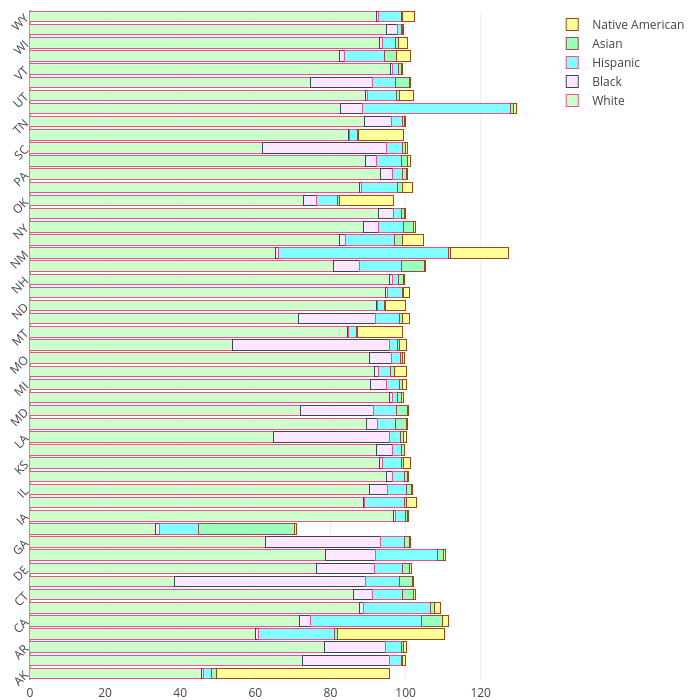 WY
WI
VT
UT
TN
SC
PA
OK
NY
NM
NH
ND
MT
MO
MI
MD
LA
KS
IL
IA
GA
DE
CT
CA
AR
AK
0 20 40 60 80 100 120
Native American
Asian
Hispanic
Black
White